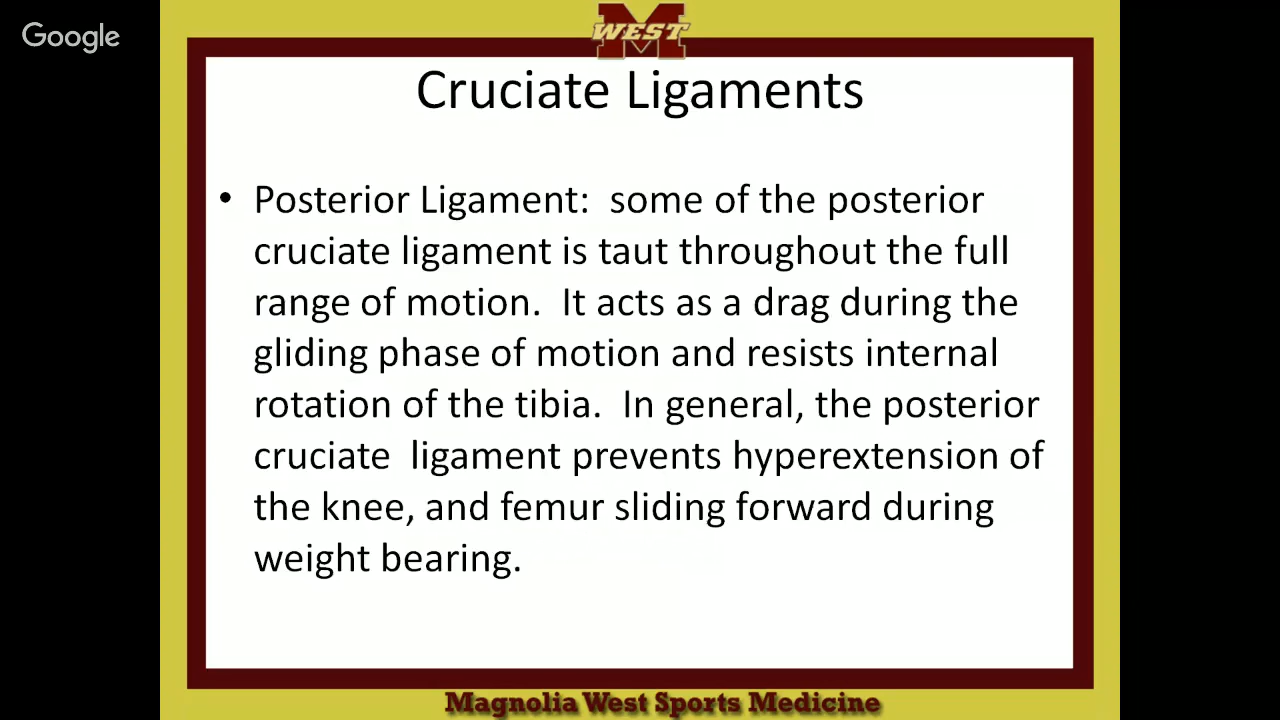 Google
M
WEST
Cruciate Ligaments
• Posterior Ligament:  some of the posterior
cruciate ligament is taut throughout the full
range of motion.  It acts as a drag during the
gliding phase of motion and resists internal
rotation of the tibia.  In general, the posterior
cruciate  ligament prevents hyperextension of
the knee, and femur sliding forward during
weight bearing.
Magnolia West Sports Medicine